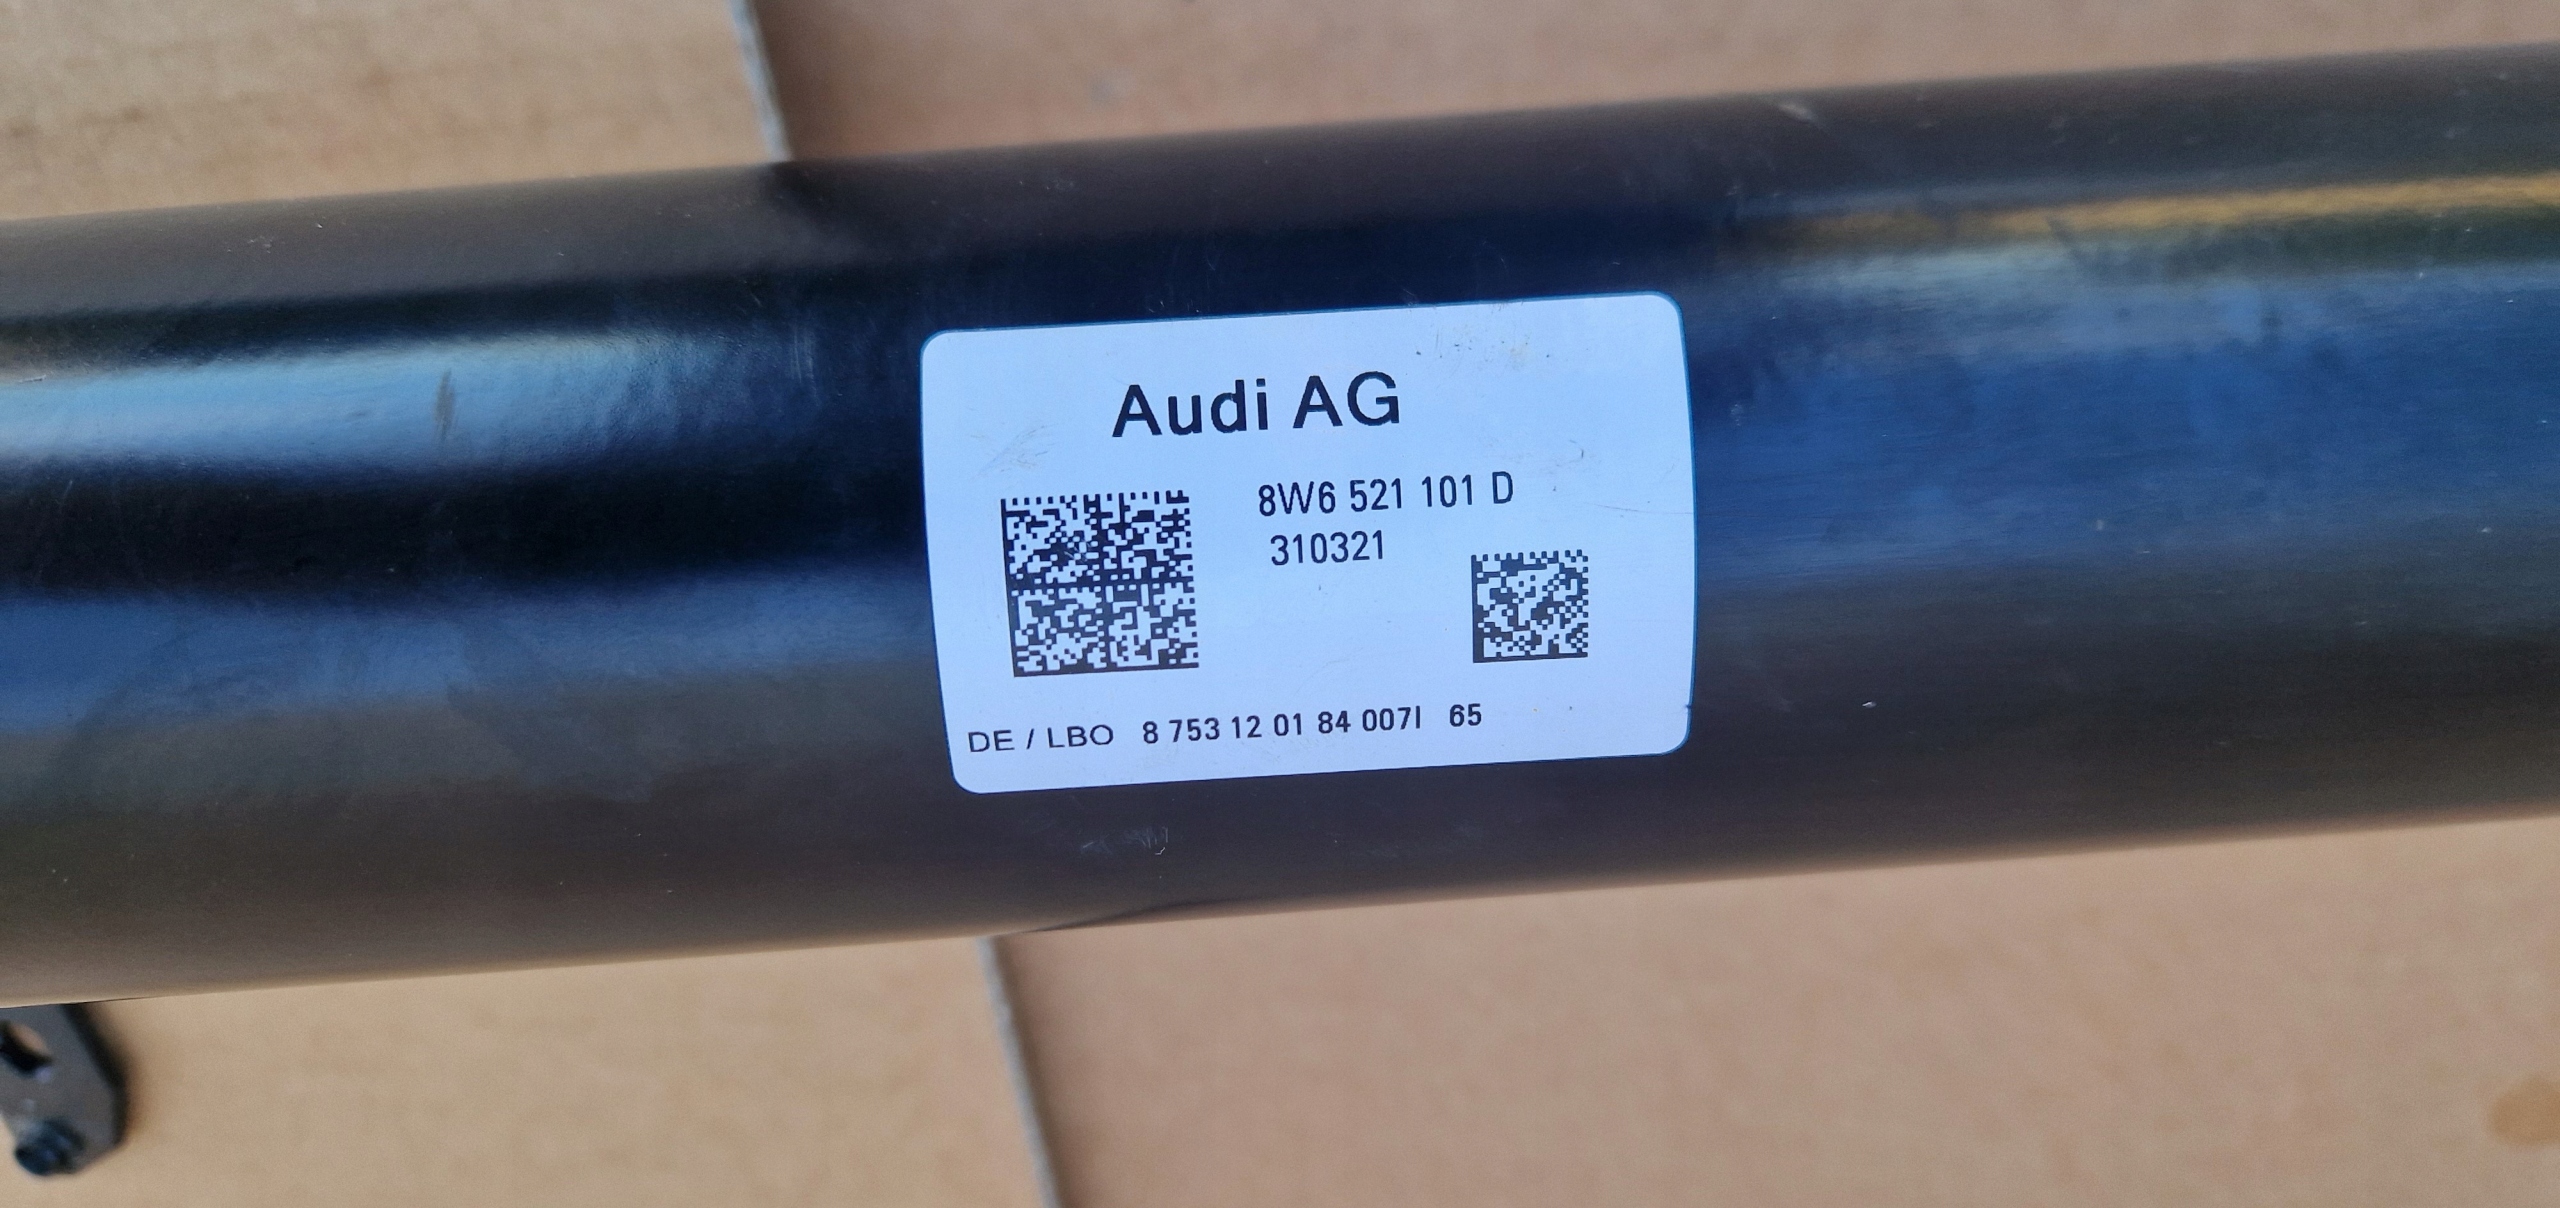 Audi AG
8W6 521 101 D
310321
DE / LBO 8 753 12 01 84 007I 65